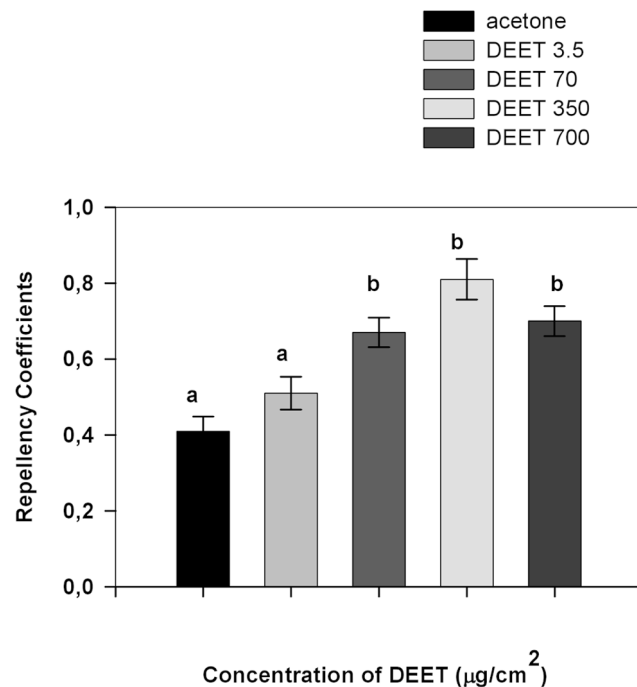 acetone
DEET 3.5
DEET 70
DEET 350
DEET 700
1,0
0,8
0,6
0,4
0,2
0,0
Repellency Coefficients
a
a
b
b
b
Concentration of DEET (μg/cm²)